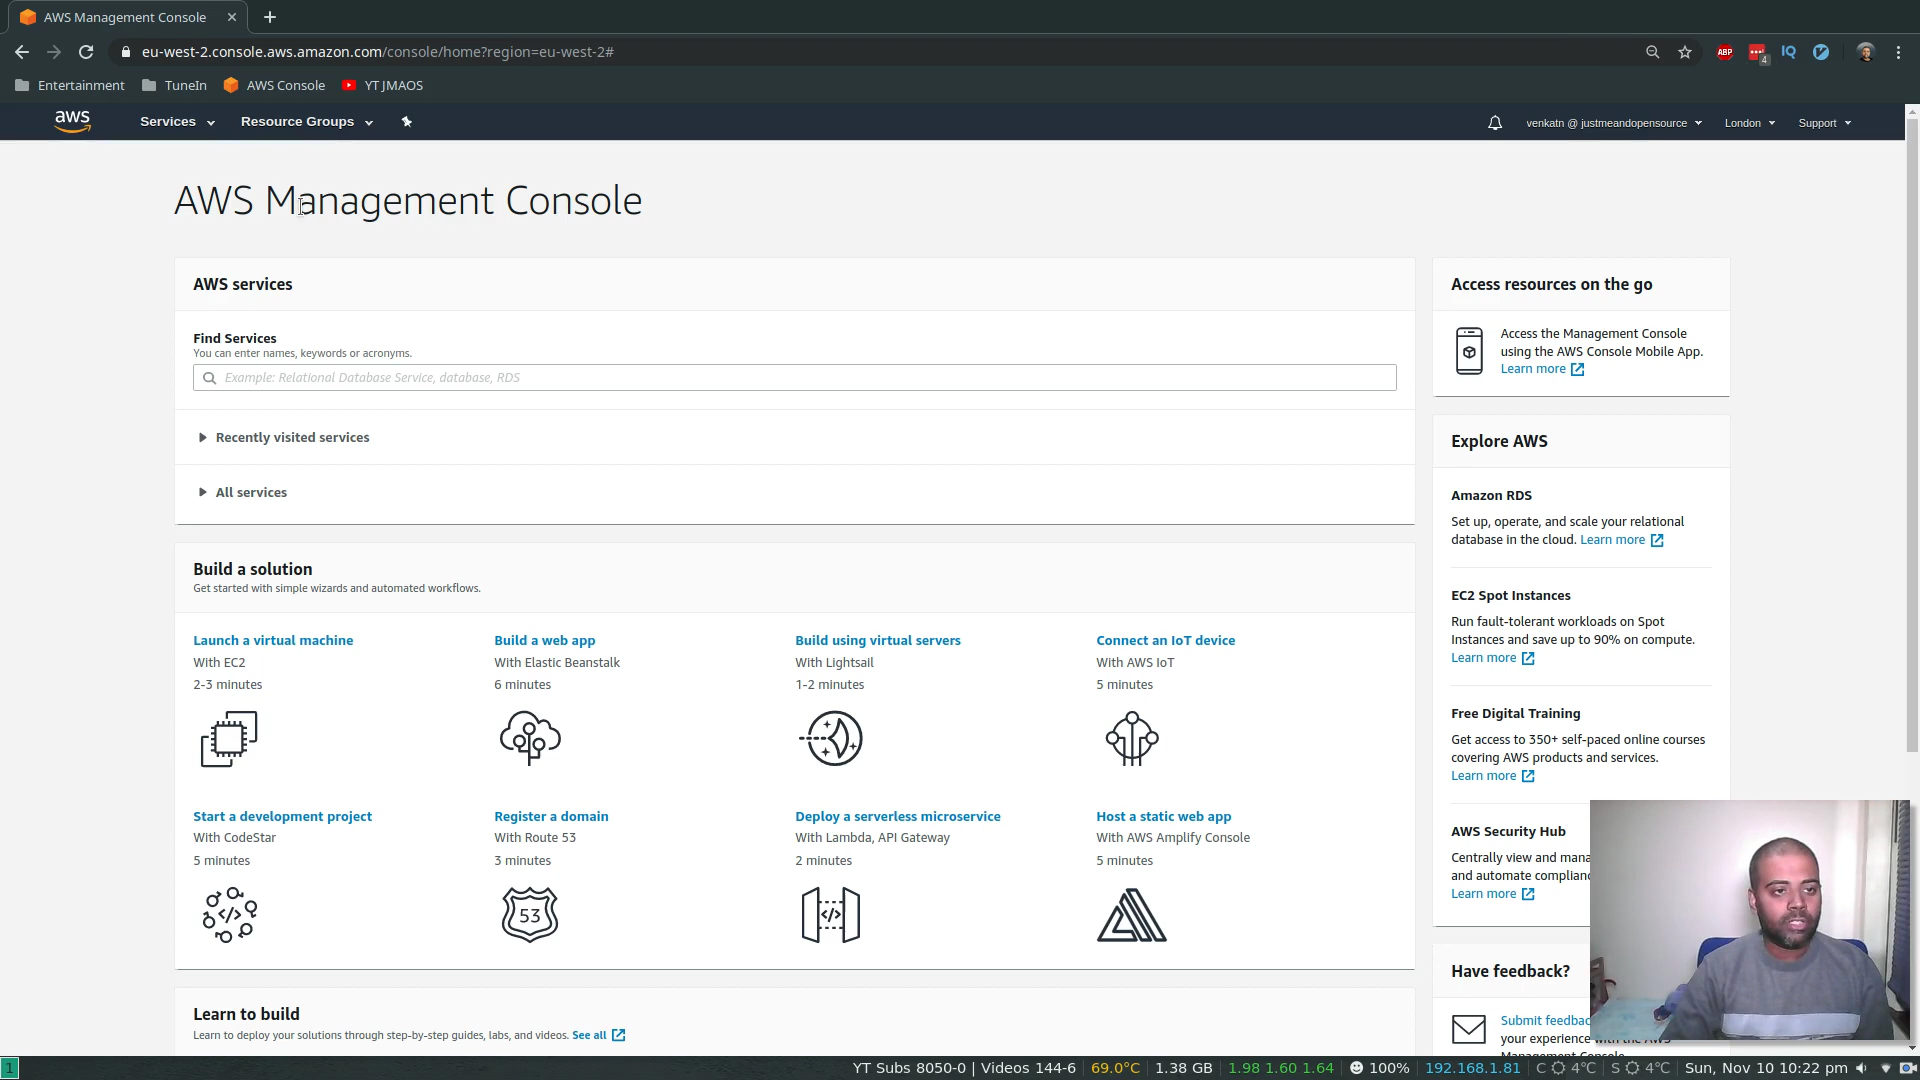 AWS Management Console
eu-west-2.console.aws.amazon.com/console/home?region=eu-west-2#
ABP
4
IQ
Entertainment
TuneIn
AWS Console
YT JMAOS
aws
Services
Resource Groups
venkatn @ justmeandopensource
London
Support
AWS Management Console
AWS services
Find Services
You can enter names, keywords or acronyms.
Example: Relational Database Service, database, RDS
Recently visited services
All services
Build a solution
Get started with simple wizards and automated workflows.
Launch a virtual machine
With EC2
2-3 minutes
Build a web app
With Elastic Beanstalk
6 minutes
Build using virtual servers
With Lightsail
1-2 minutes
Connect an IoT device
With AWS IoT
5 minutes
Start a development project
With CodeStar
5 minutes
Register a domain
With Route 53
3 minutes
53
Deploy a serverless microservice
With Lambda, API Gateway
2 minutes
Host a static web app
With AWS Amplify Console
5 minutes
Learn to build
Learn to deploy your solutions through step-by-step guides, labs, and videos. See all
Access resources on the go
Access the Management Console
using the AWS Console Mobile App.
Learn more
Explore AWS
Amazon RDS
Set up, operate, and scale your relational
database in the cloud. Learn more
EC2 Spot Instances
Run fault-tolerant workloads on Spot
Instances and save up to 90% on compute.
Learn more
Free Digital Training
Get access to 350+ self-paced online courses
covering AWS products and services.
Learn more
AWS Security Hub
Centrally view and mana
and automate complianc
Learn more
Have feedback?
Submit feedbac
your experience with the AWS
Management Console
1
YT Subs 8050-0 | Videos 144-6
69.0°C
1.38 GB
1.98 1.60 1.64
100%
192.168.1.81
C 4°C
S 4°C
Sun, Nov 10 10:22 pm